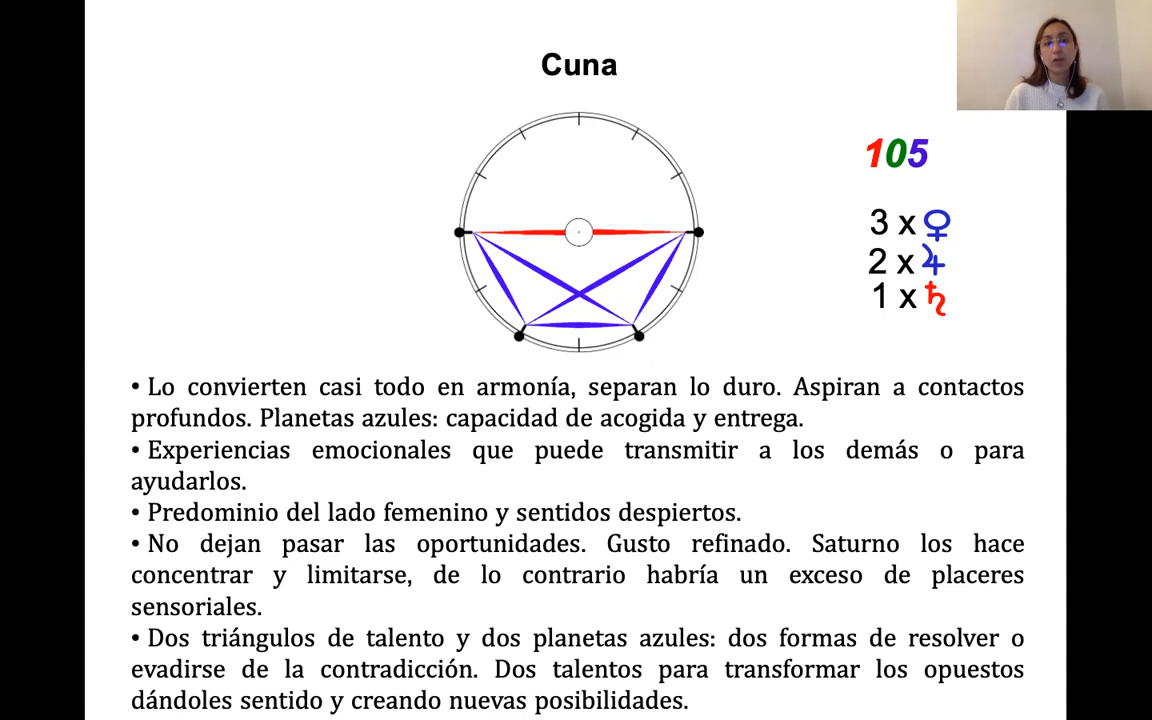 Cuna
105
3 x ♀
2 x ♃
1 x ♄
• Lo convierten casi todo en armonía, separan lo duro. Aspiran a contactos
profundos. Planetas azules: capacidad de acogida y entrega.
• Experiencias emocionales que puede transmitir a los demás o para
ayudarlos.
• Predominio del lado femenino y sentidos despiertos.
• No dejan pasar las oportunidades. Gusto refinado. Saturno los hace
concentrar y limitarse, de lo contrario habría un exceso de placeres
sensoriales.
• Dos triángulos de talento y dos planetas azules: dos formas de resolver o
evadirse de la contradicción. Dos talentos para transformar los opuestos
dándoles sentido y creando nuevas posibilidades.